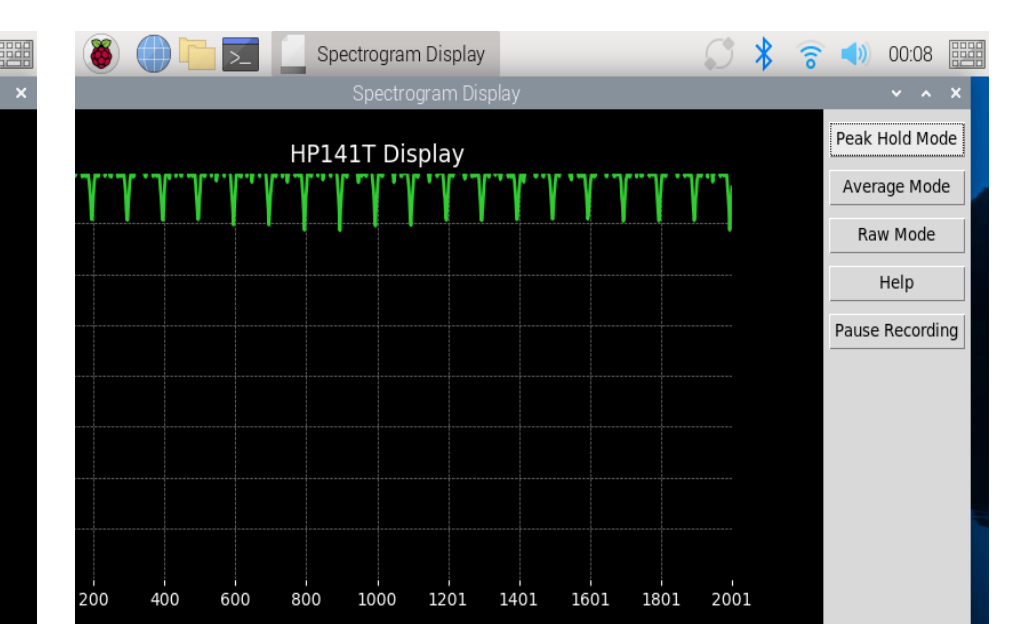 Spectrogram Display
00:08
Spectrogram Display
HP141T Display
Peak Hold Mode
Average Mode
Raw Mode
Help
Pause Recording
200 400 600 800 1000 1201 1401 1601 1801 2001